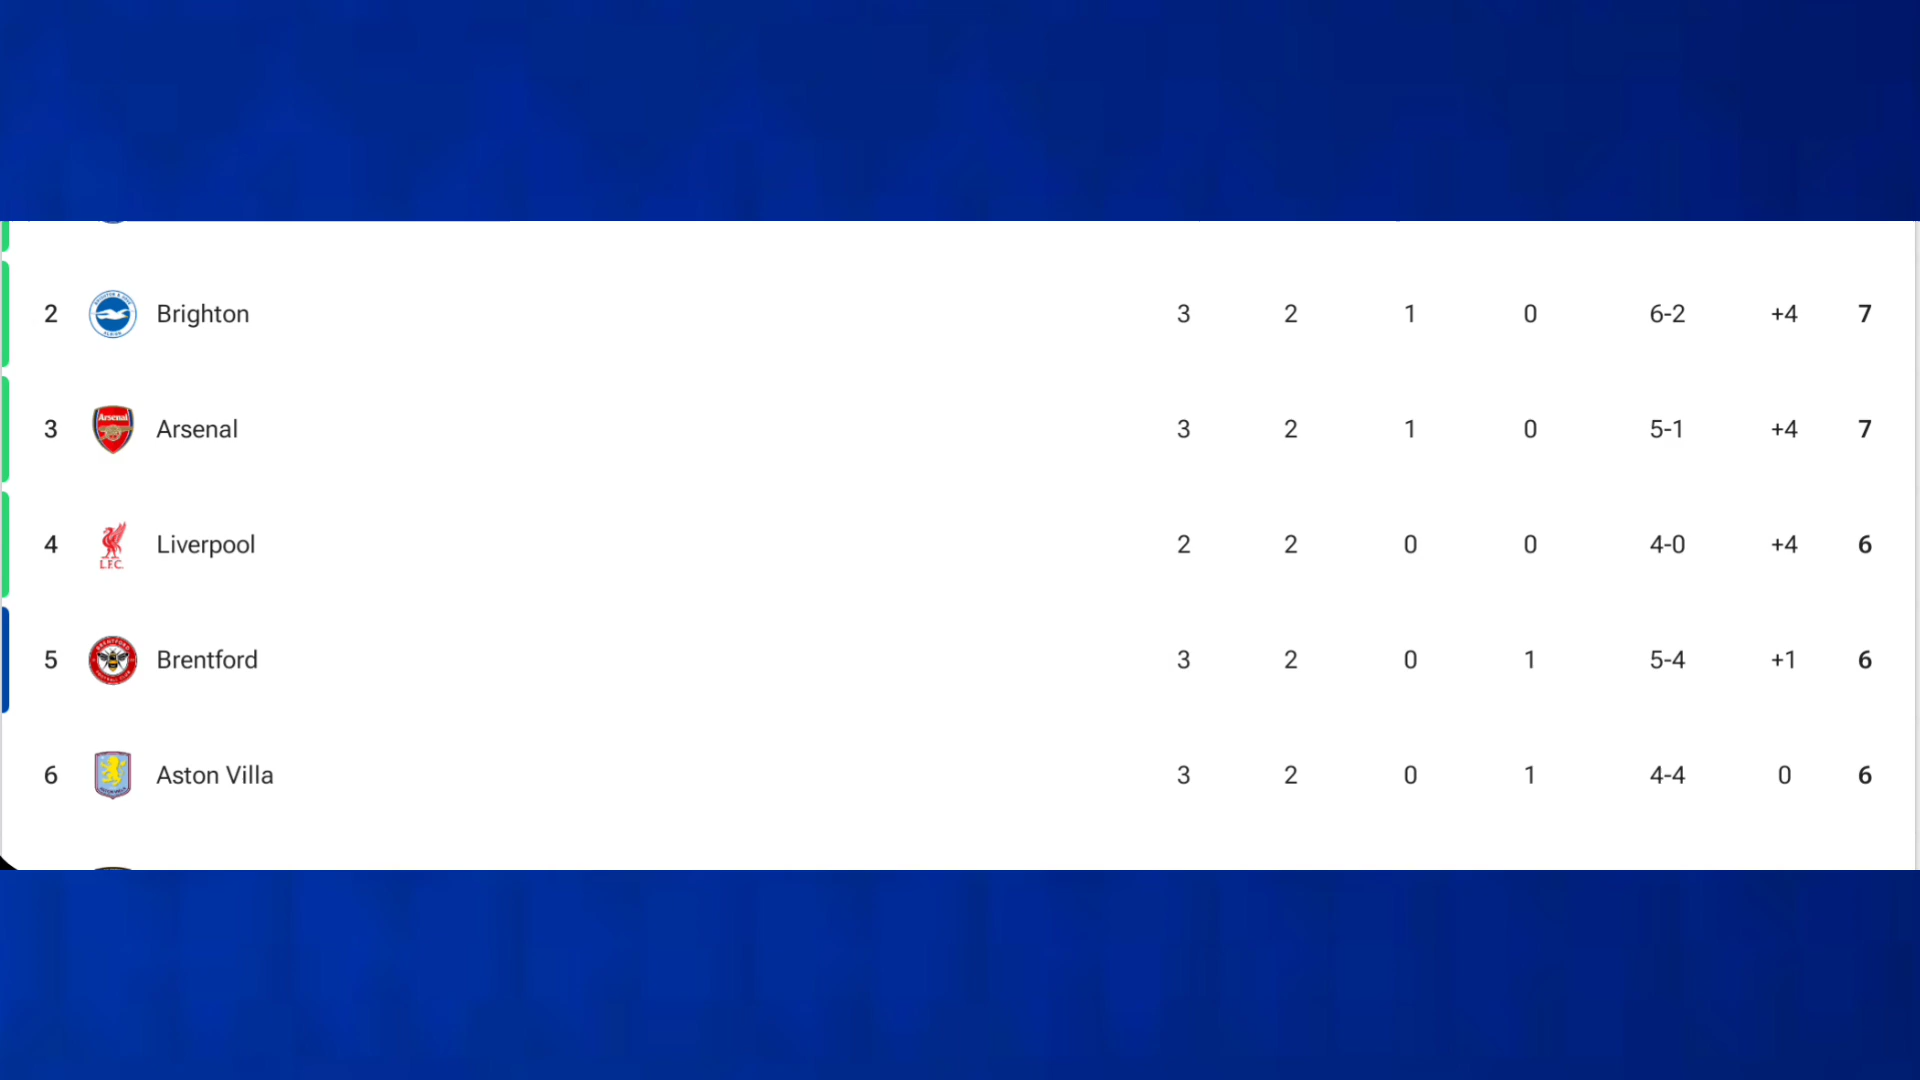 2 Brighton 3 2 1 0 6-2 +4 7
3 Arsenal Arsenal 3 2 1 0 5-1 +4 7
4 L.F.C. Liverpool 2 2 0 0 4-0 +4 6
5 Brentford 3 2 0 1 5-4 +1 6
6 Aston Villa 3 2 0 1 4-4 0 6